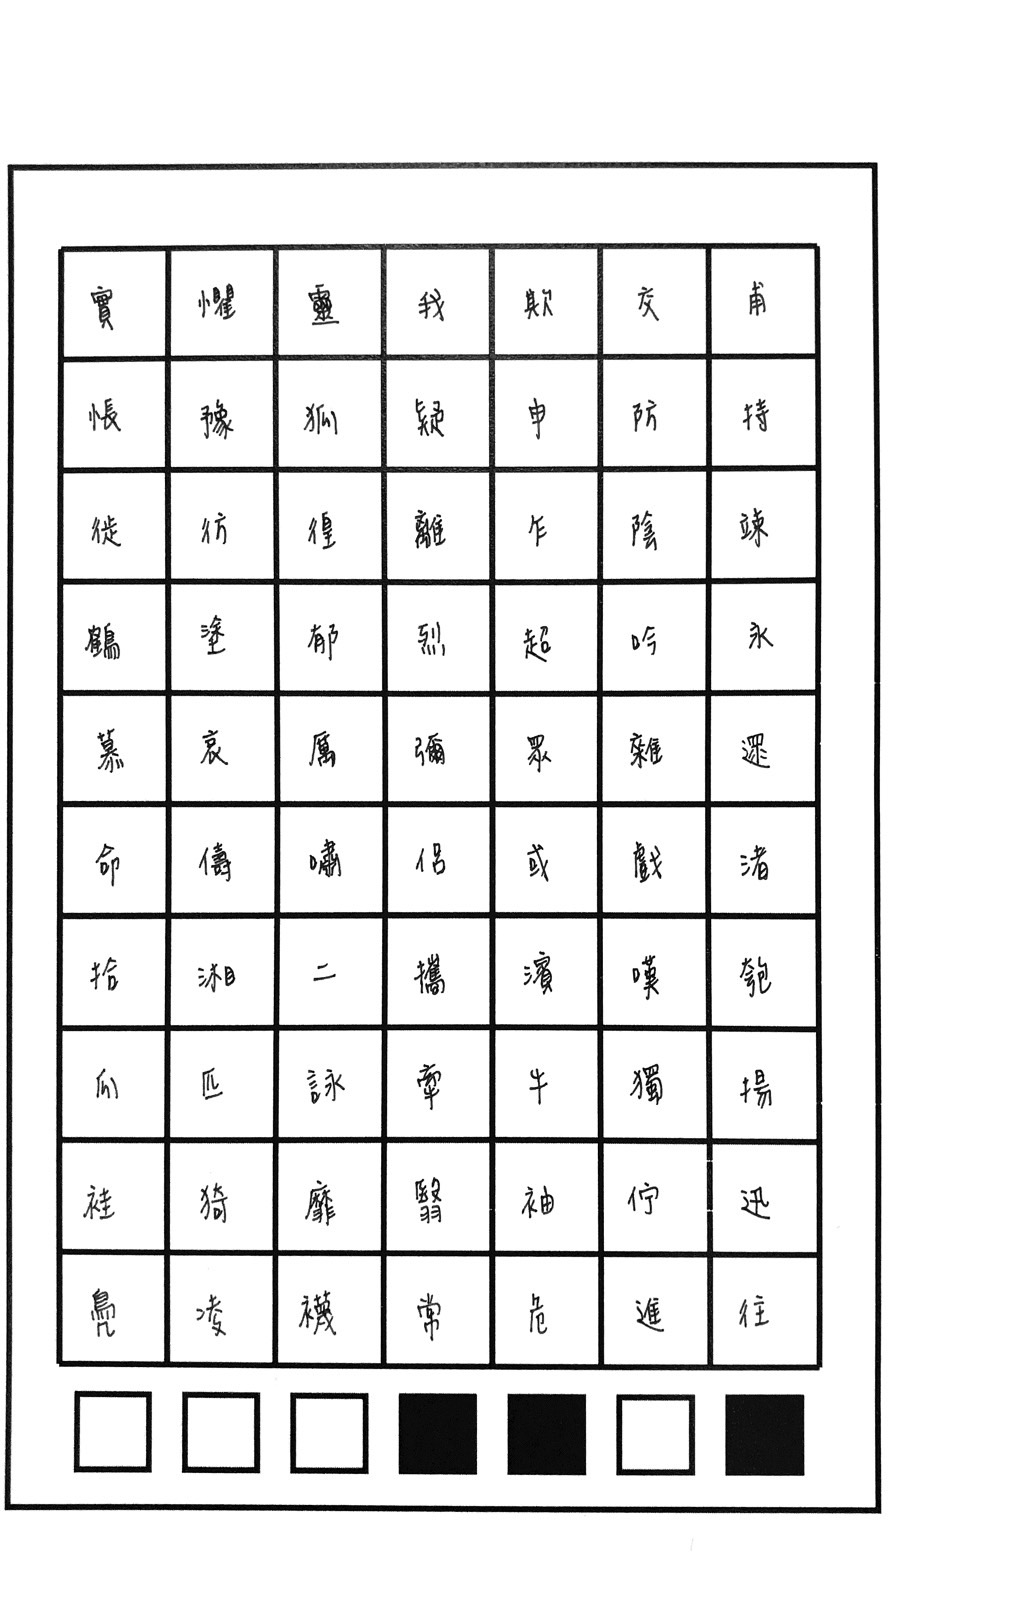 實懼靈我欺交甫
悵豫狐疑申防持
徙彷徨離乍陰竦
鶴塗郁烈超吟永
慕哀厲彌眾雜遝
命儔嘯侶或戲渚
拾湘二攜濱嘆匏
瓜匹詠牽牛獨揚
袿猗靡翳袖佇迅
鳧凌襪常危進往